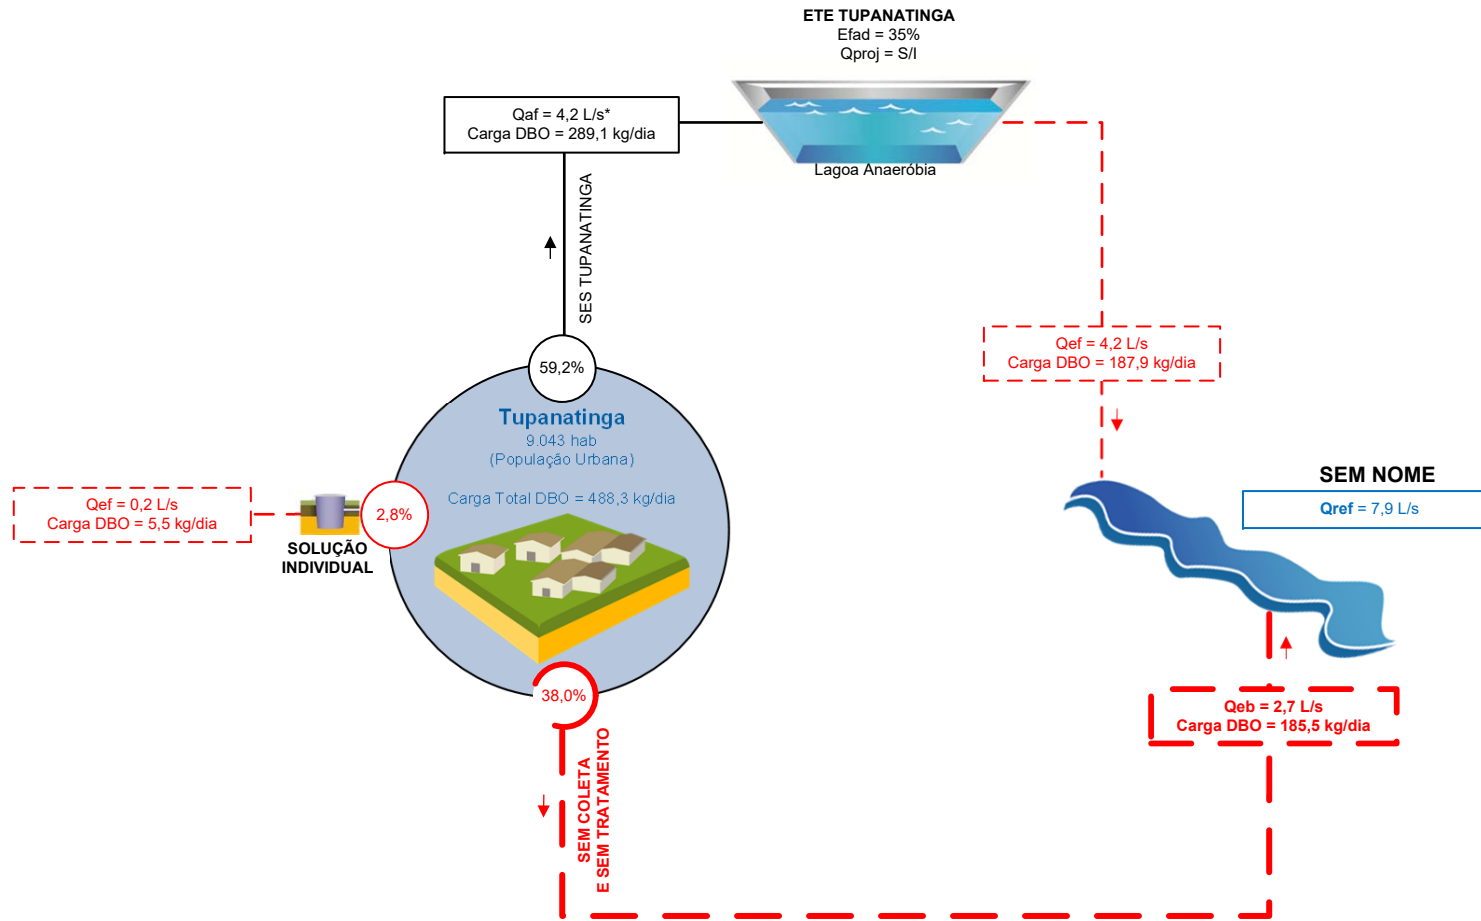 ETE TUPANATINGA
Efad = 35%
Qproj = S/I
Qaf = 4,2 L/s*
Carga DBO = 289,1 kg/dia
Lagoa Anaeróbia
SES TUPANATINGA
Qef = 4,2 L/s
Carga DBO = 187,9 kg/dia
59,2%
Tupanatinga
9.043 hab
(População Urbana)
Carga Total DBO = 488,3 kg/dia
SEM NOME
Qref = 7,9 L/s
Qef = 0,2 L/s
Carga DBO = 5,5 kg/dia
2,8%
SOLUÇÃO
INDIVIDUAL
38,0%
Qeb = 2,7 L/s
Carga DBO = 185,5 kg/dia
SEM COLETA
E SEM TRATAMENTO